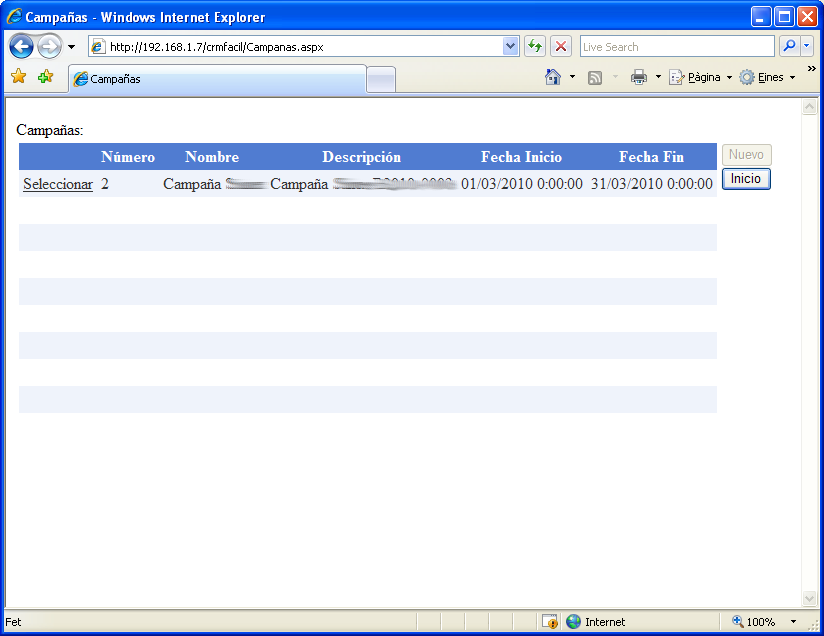 Campañas - Windows Internet Explorer
http://192.168.1.7/crmfacil/Campanas.aspx
Live Search
Campañas
Pàgina
Eines
»
Campañas:
Número Nombre Descripción Fecha Inicio Fecha Fin
Nuevo
Seleccionar 2 Campaña Campaña 01/03/2010 0:00:00 31/03/2010 0:00:00
Inicio
Fet
Internet
100%